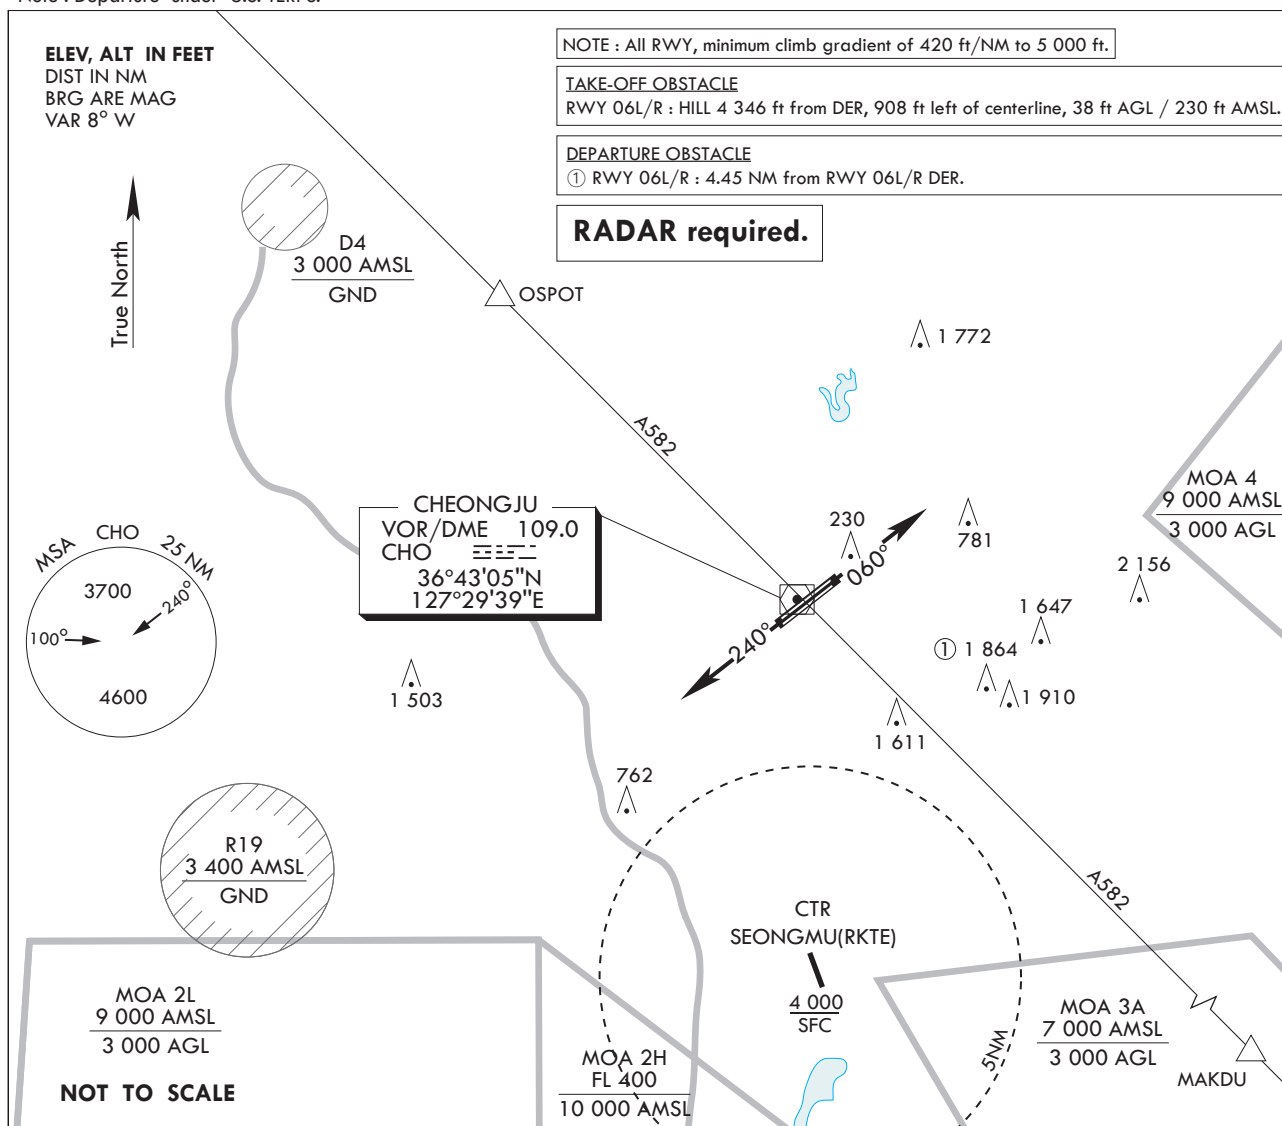 Note : Departure under U.S. TERPS.
ELEV, ALT IN FEET
DIST IN NM
BRG ARE MAG
VAR 8° W
NOTE : All RWY, minimum climb gradient of 420 ft/NM to 5 000 ft.
TAKE-OFF OBSTACLE
RWY 06L/R : HILL 4 346 ft from DER, 908 ft left of centerline, 38 ft AGL / 230 ft AMSL.
DEPARTURE OBSTACLE
① RWY 06L/R : 4.45 NM from RWY 06L/R DER.
RADAR required.
True North
D4
3 000 AMSL
GND
OSPOT
1 772
A582
MOA 4
9 000 AMSL
3 000 AGL
CHEONGJU
VOR/DME 109.0
CHO
36°43'05"N
127°29'39"E
230
060°
240°
781
2 156
1 647
① 1 864
1 910
1 611
MSA CHO 25 NM
3700
240°
100°
4600
1 503
762
R19
3 400 AMSL
GND
CTR
SEONGMU(RKTE)
4 000
SFC
5NM
A582
MOA 2L
9 000 AMSL
3 000 AGL
NOT TO SCALE
MOA 2H
FL 400
10 000 AMSL
MOA 3A
7 000 AMSL
3 000 AGL
MAKDU